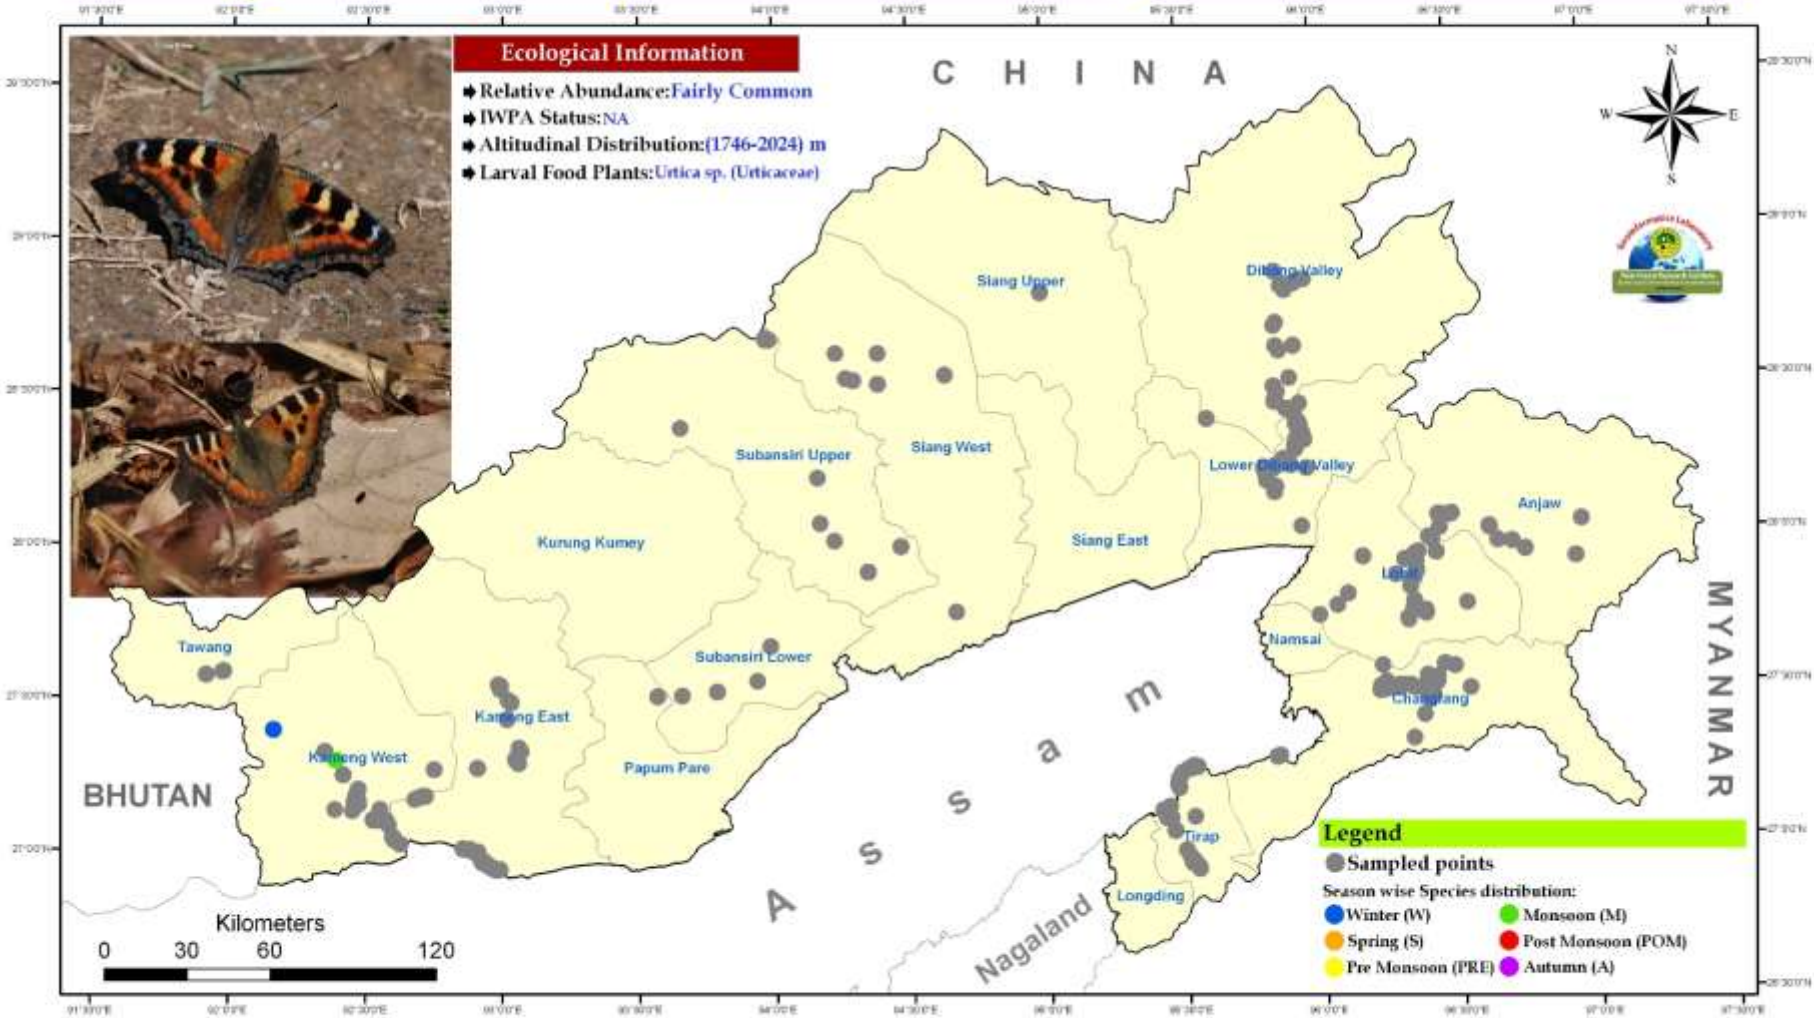 Ecological Information
Relative Abundance:Fairly Common
IWPA Status:NA
Altitudinal Distribution:(1746-2024) m
Larval Food Plants:Urtica sp. (Urticaceae)
CHINA
N
W E
S
Dibang Valley
Siang Upper
Subansiri Upper
Siang West
Lower Dibang Valley
Anjaw
Kurung Kumey
Siang East
Lohit
Namsai
Tawang
Subansiri Lower
Changlang
Kameng East
Kameng West
Papum Pare
BHUTAN
MYANMAR
Assam
Nagaland
Tirap
Longding
Kilometers
0 30 60 120
Legend
Sampled points
Season wise Species distribution:
Winter (W) Monsoon (M)
Spring (S) Post Monsoon (POM)
Pre Monsoon (PRE) Autumn (A)